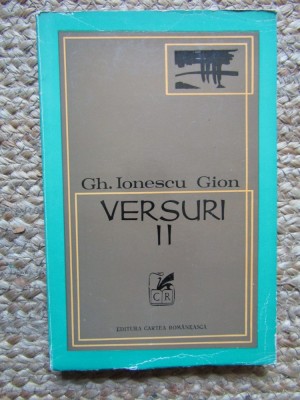 Gh. Ionescu Gion
VERSURI
II
CR
EDITURA CARTEA ROMÂNEASCĂ